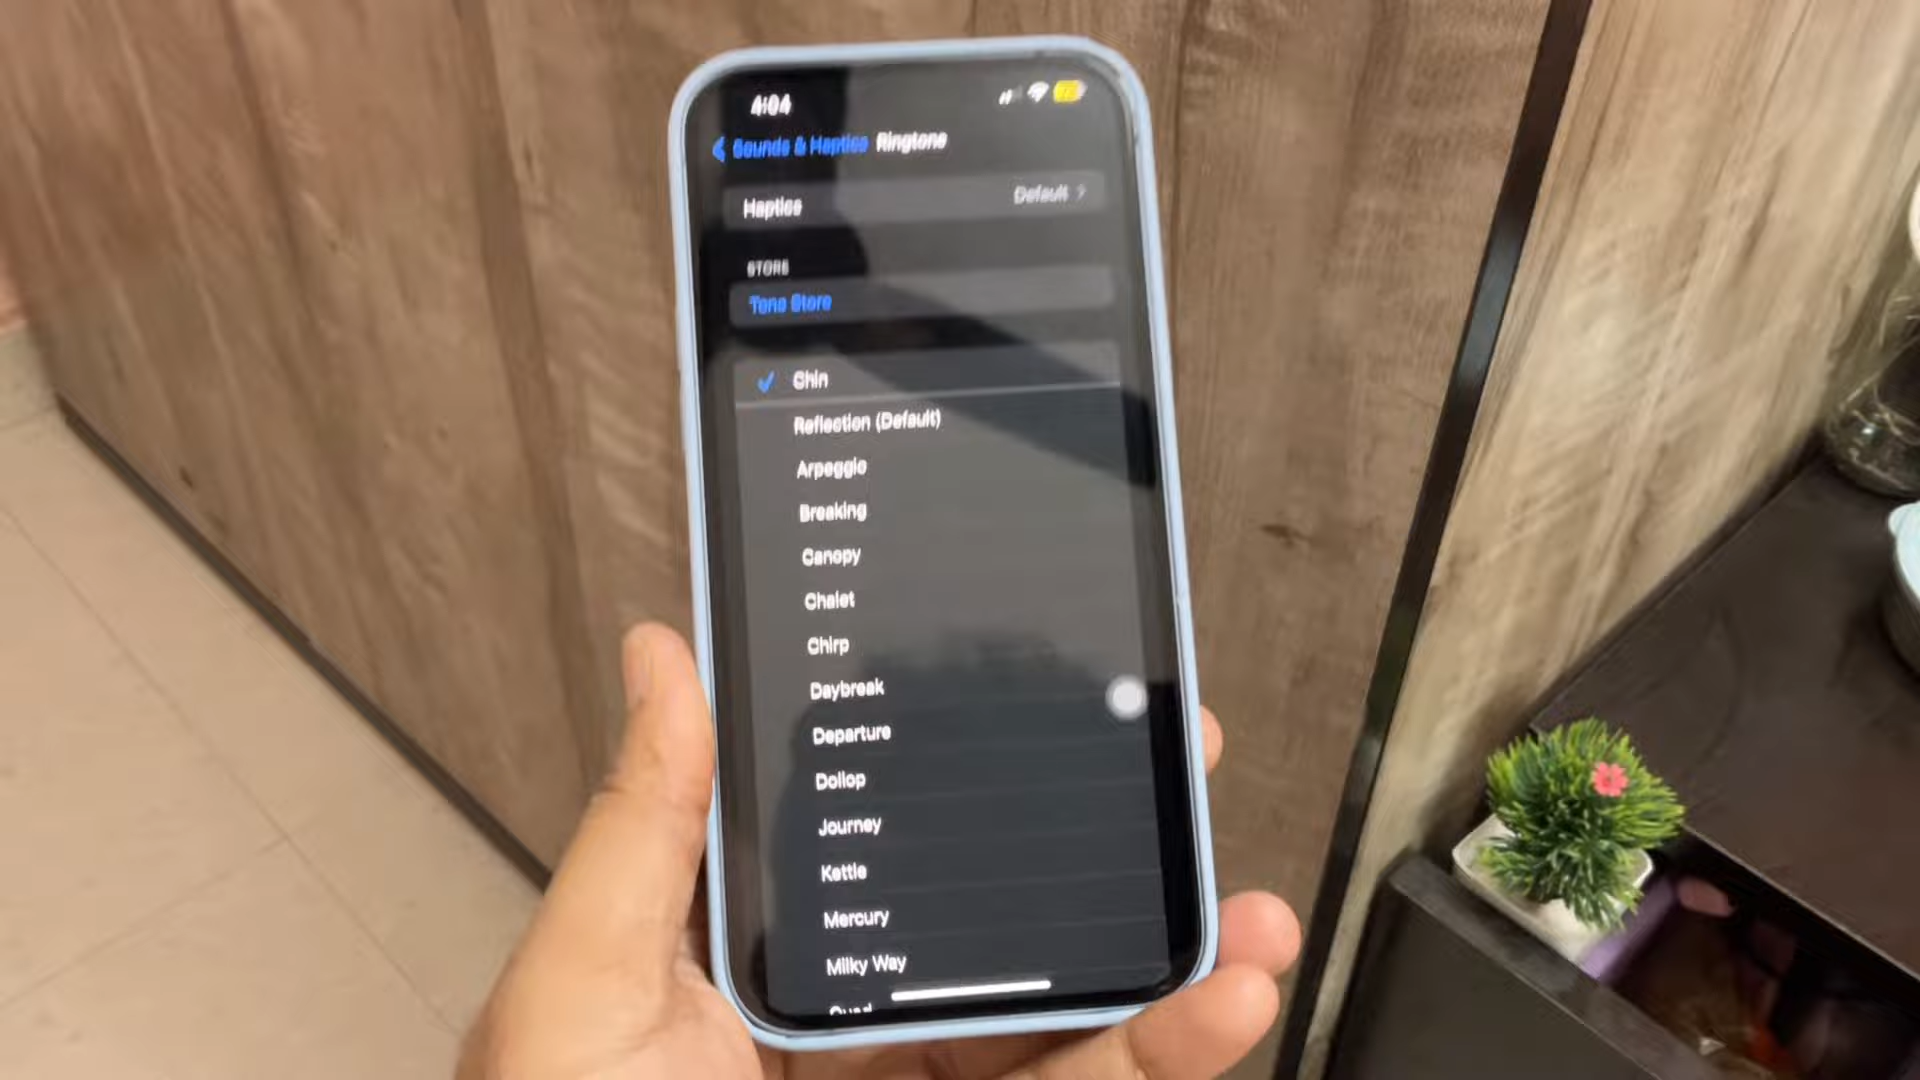 4:04
Sounds & Haptics Ringtone
Haptics Default
STORE
Tone Store
Chin
Reflection (Default)
Arpeggio
Breaking
Canopy
Chalet
Chirp
Daybreak
Departure
Dollop
Journey
Kettle
Mercury
Milky Way
Quad